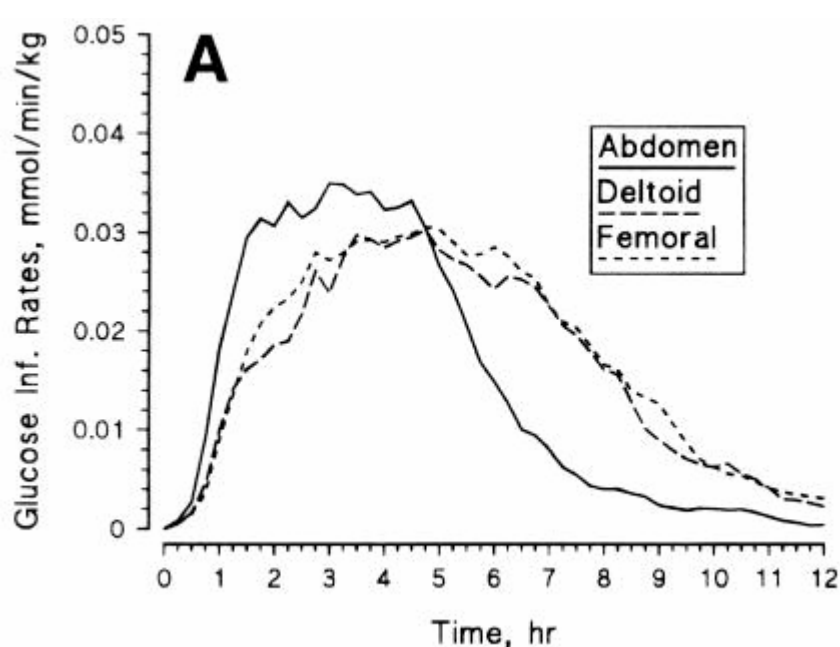 A
Glucose Inf. Rates, mmol/min/kg
0.05
0.04
0.03
0.02
0.01
0
Abdomen
Deltoid
Femoral
0 1 2 3 4 5 6 7 8 9 10 11 12
Time, hr